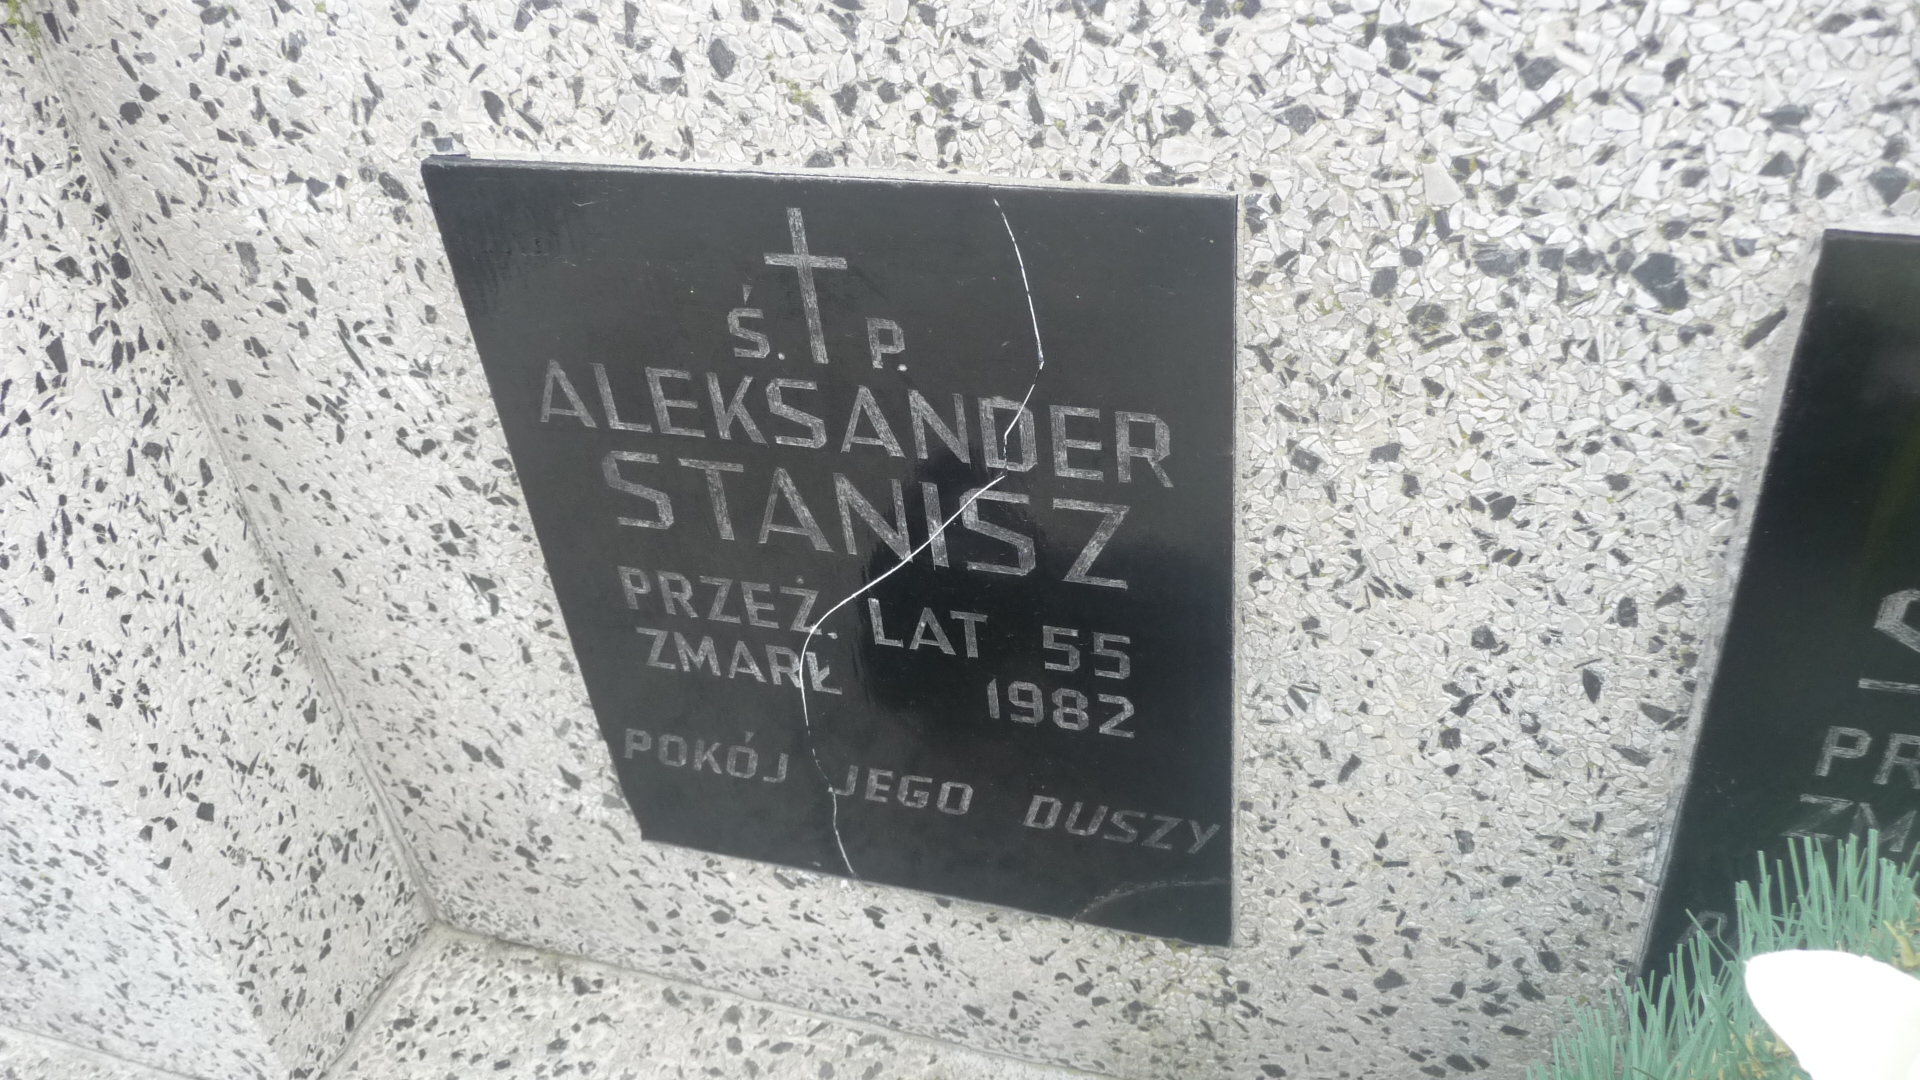 Ś. P.
ALEKSANDER
STANISZ
PRZEŻ. LAT 55
ZMARŁ 1982
POKÓJ JEGO DUSZY